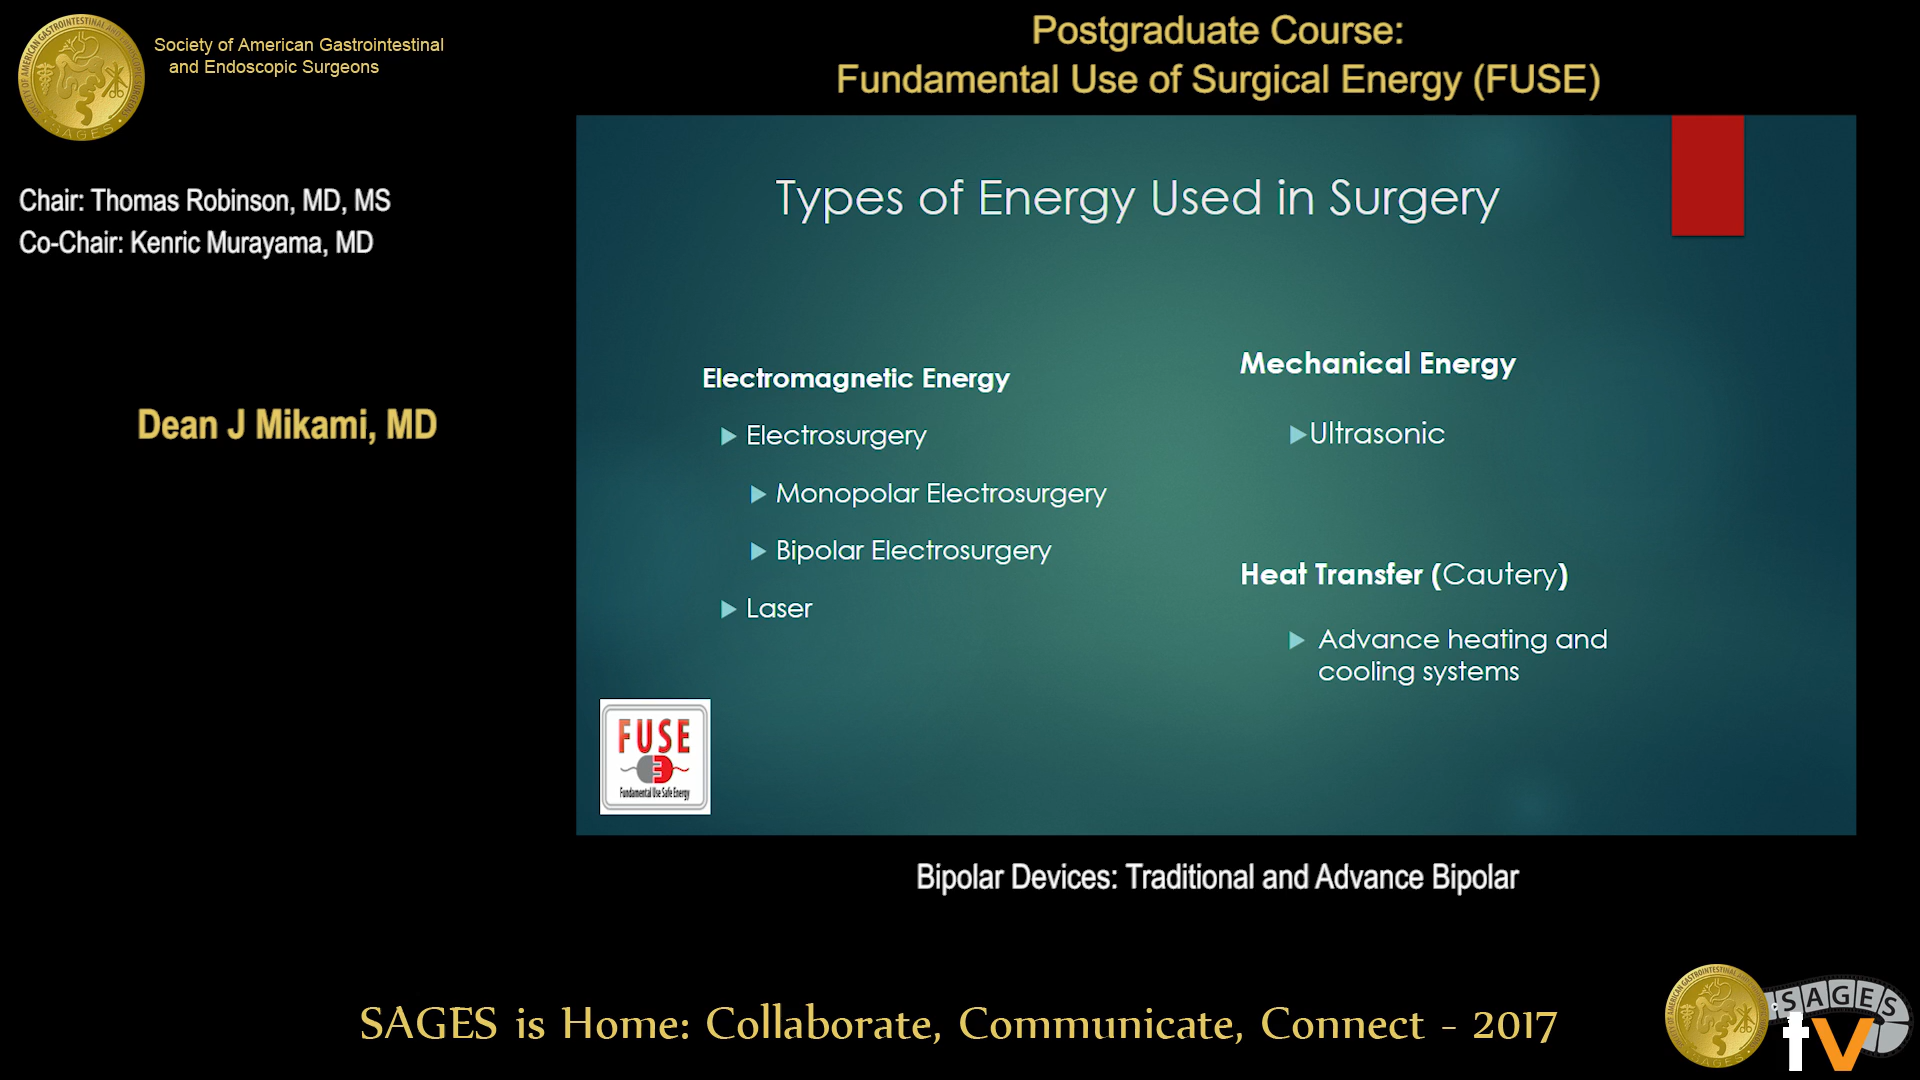 Society of American Gastrointestinal
and Endoscopic Surgeons
Postgraduate Course:
Fundamental Use of Surgical Energy (FUSE)
Chair: Thomas Robinson, MD, MS
Co-Chair: Kenric Murayama, MD
Dean J Mikami, MD
Types of Energy Used in Surgery
Electromagnetic Energy
Electrosurgery
Monopolar Electrosurgery
Bipolar Electrosurgery
Laser
Mechanical Energy
Ultrasonic
Heat Transfer (Cautery)
Advance heating and
cooling systems
FUSE
Fundamental Use Safe Energy
Bipolar Devices: Traditional and Advance Bipolar
SAGES is Home: Collaborate, Communicate, Connect - 2017
SAGES
tv